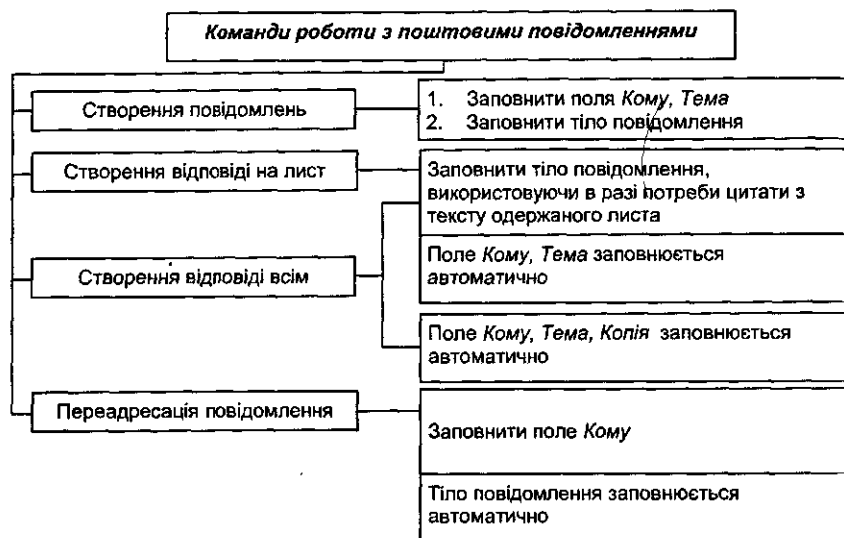 Команди роботи з поштовими повідомленнями
Створення повідомлень
1. Заповнити поля Кому, Тема
2. Заповнити тіло повідомлення
Створення відповіді на лист
Заповнити тіло повідомлення,
використовуючи в разі потреби цитати з
тексту одержаного листа
Поле Кому, Тема заповнюється
автоматично
Створення відповіді всім
Поле Кому, Тема, Копія заповнюється
автоматично
Переадресація повідомлення
Заповнити поле Кому
Тіло повідомлення заповнюється
автоматично